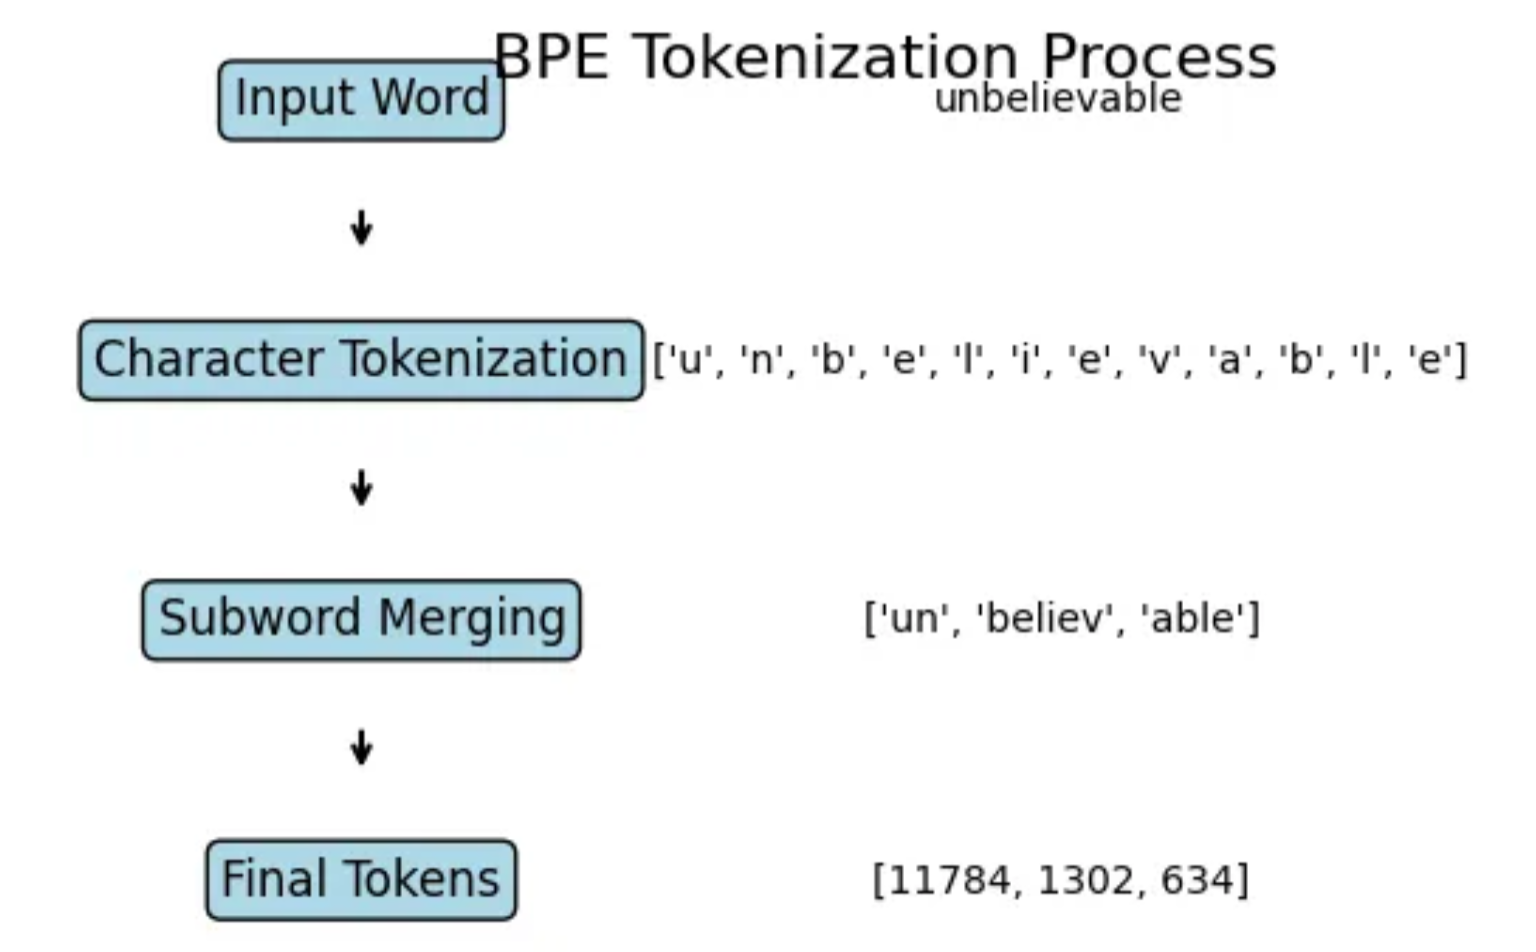 BPE Tokenization Process
Input Word
unbelievable
Character Tokenization
['u', 'n', 'b', 'e', 'l', 'i', 'e', 'v', 'a', 'b', 'l', 'e']
Subword Merging
['un', 'believ', 'able']
Final Tokens
[11784, 1302, 634]